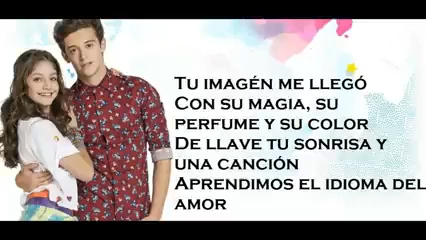 Tu imagén me llegó
Con su magia, su
perfume y su color
De llave tu sonrisa y
una canción
Aprendimos el idioma del
amor